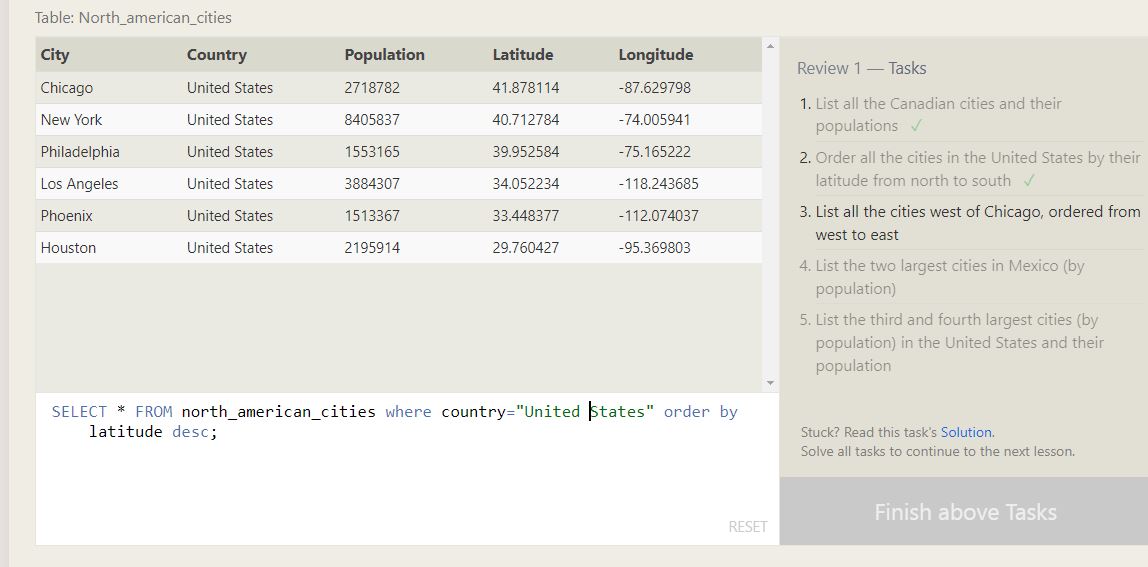 Table: North_american_cities
City Country Population Latitude Longitude
Chicago United States 2718782 41.878114 -87.629798
New York United States 8405837 40.712784 -74.005941
Philadelphia United States 1553165 39.952584 -75.165222
Los Angeles United States 3884307 34.052234 -118.243685
Phoenix United States 1513367 33.448377 -112.074037
Houston United States 2195914 29.760427 -95.369803
SELECT * FROM north_american_cities where country="United States" order by
latitude desc;
RESET
Review 1 — Tasks
1. List all the Canadian cities and their
populations ✓
2. Order all the cities in the United States by their
latitude from north to south ✓
3. List all the cities west of Chicago, ordered from
west to east
4. List the two largest cities in Mexico (by
population)
5. List the third and fourth largest cities (by
population) in the United States and their
population
Stuck? Read this task's Solution.
Solve all tasks to continue to the next lesson.
Finish above Tasks